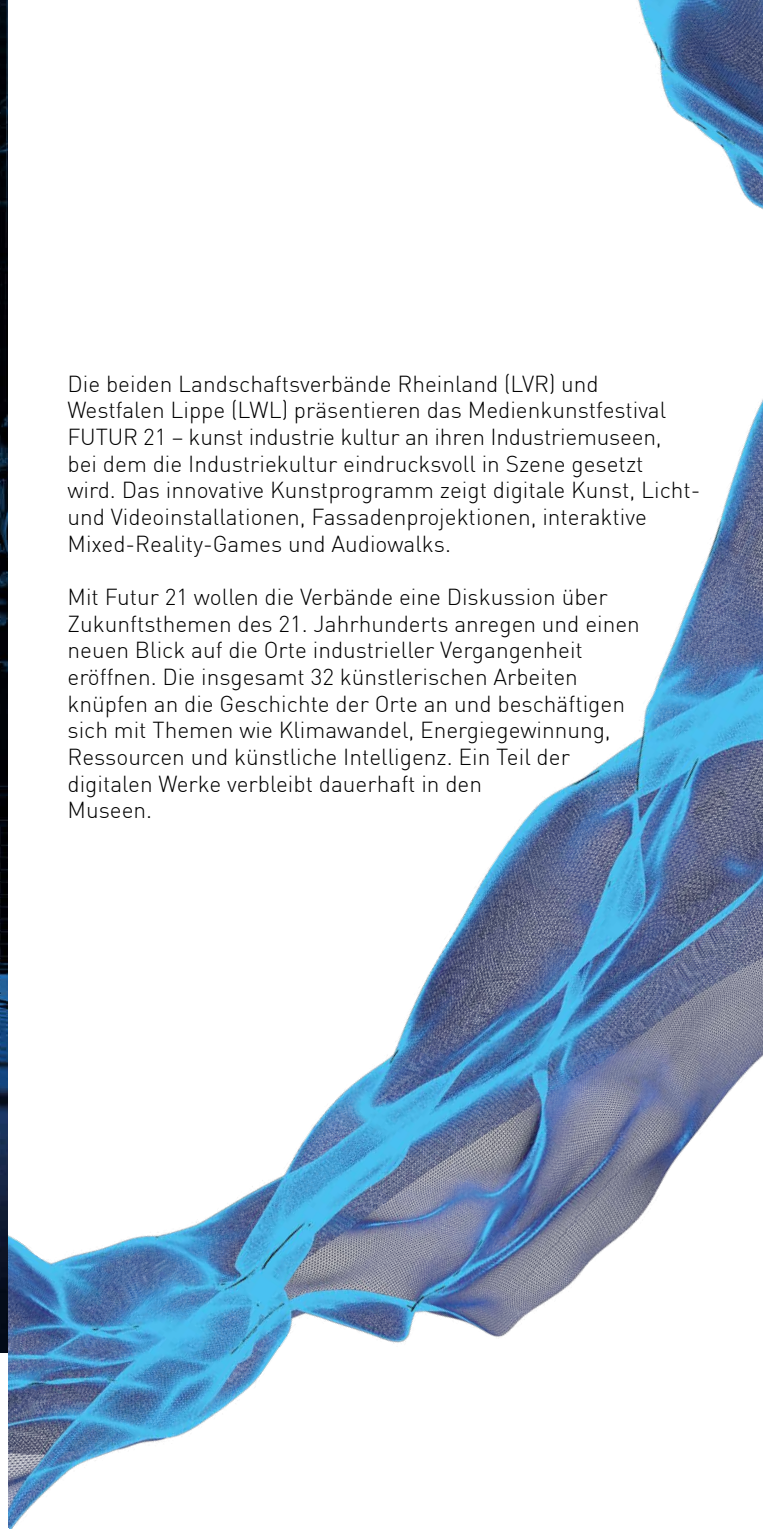 Die beiden Landschaftsverbände Rheinland (LVR) und
Westfalen Lippe (LWL) präsentieren das Medienkunstfestival
FUTUR 21 – kunst industrie kultur an ihren Industriemuseen,
bei dem die Industriekultur eindrucksvoll in Szene gesetzt
wird. Das innovative Kunstprogramm zeigt digitale Kunst, Licht-
und Videoinstallationen, Fassadenprojektionen, interaktive
Mixed-Reality-Games und Audiowalks.

Mit Futur 21 wollen die Verbände eine Diskussion über
Zukunftsthemen des 21. Jahrhunderts anregen und einen
neuen Blick auf die Orte industrieller Vergangenheit
eröffnen. Die insgesamt 32 künstlerischen Arbeiten
knüpfen an die Geschichte der Orte an und beschäftigen
sich mit Themen wie Klimawandel, Energiegewinnung,
Ressourcen und künstliche Intelligenz. Ein Teil der
digitalen Werke verbleibt dauerhaft in den
Museen.